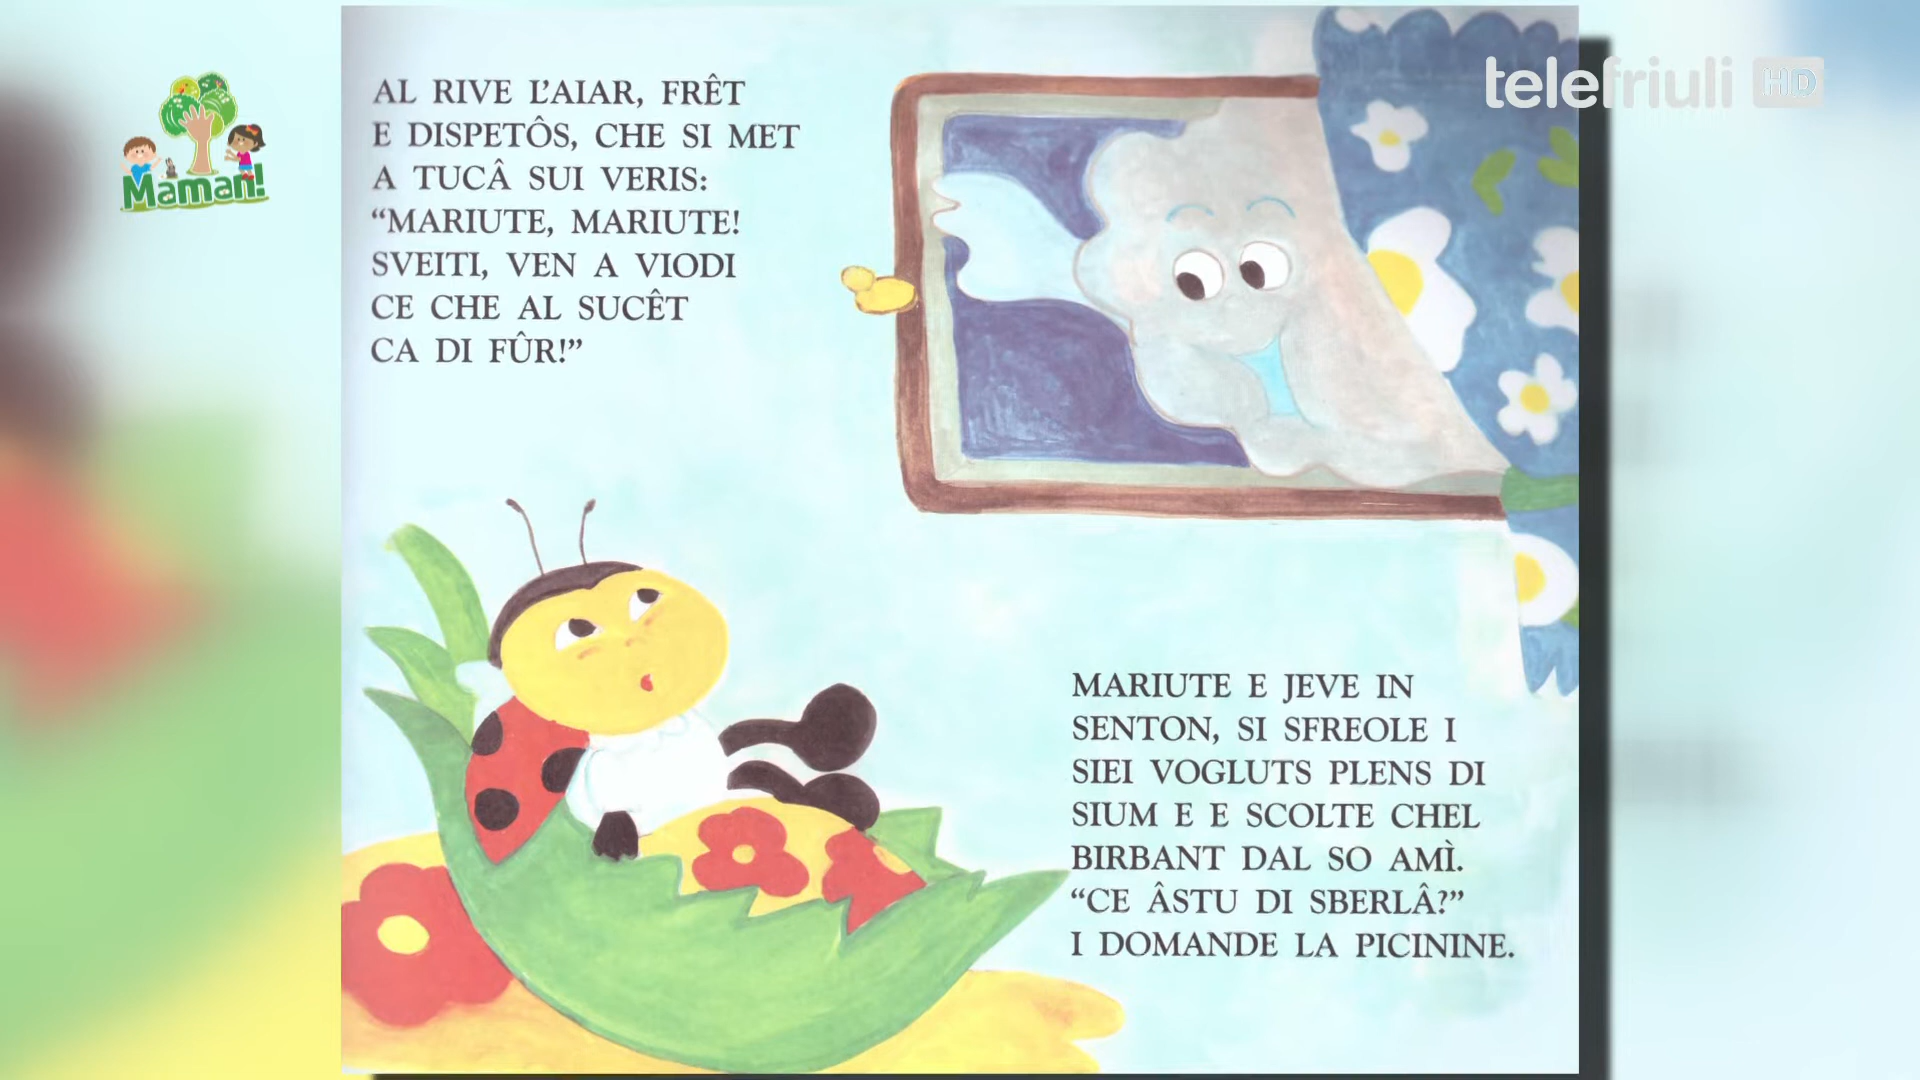 Maman!
telefriuli HD
AL RIVE L'AIAR, FRÊT
E DISPETÔS, CHE SI MET
A TUCÂ SUI VERIS:
“MARIUTE, MARIUTE!
SVEITI, VEN A VIODI
CE CHE AL SUCÊT
CA DI FÛR!”
MARIUTE E JEVE IN
SENTON, SI SFREOLE I
SIEI VOGLUTS PLENS DI
SIUM E E SCOLTE CHEL
BIRBANT DAL SO AMÌ.
“CE ÂSTU DI SBERLÂ?”
I DOMANDE LA PICININE.